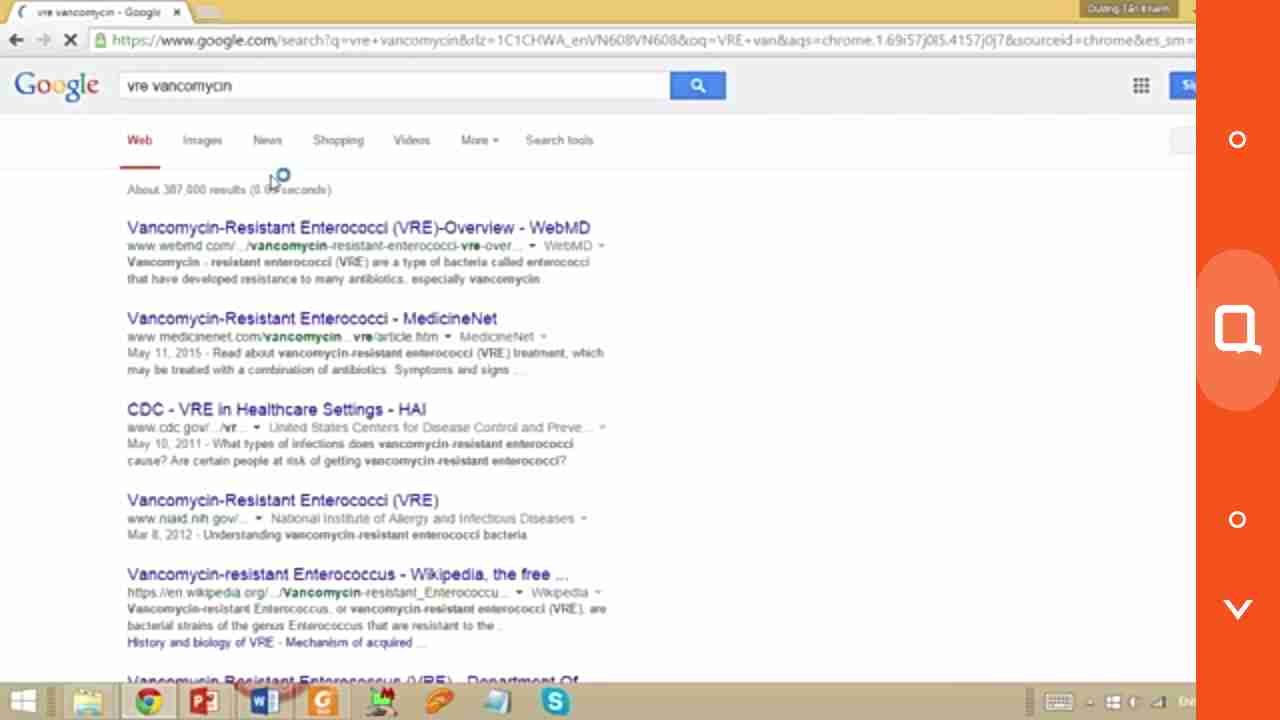 vre vancomycin - Google
Dương Tấn Khánh
https://www.google.com/search?q=vre+vancomycin&rlz=1C1CHWA_enVN608VN608&oq=VRE+van&aqs=chrome.1.69i57j0l5.4157j0j7&sourceid=chrome&es_sm=
Google
vre vancomycin
Web Images News Shopping Videos More Search tools
About 307,000 results seconds)
Vancomycin-Resistant Enterococci (VRE)-Overview - WebMD
www.webmd.com/.../vancomycin-resistant-enterococci-vre-over... WebMD
Vancomycin - resistant enterococci (VRE) are a type of bacteria called enterococci
that have developed resistance to many antibiotics, especially vancomycin.
Vancomycin-Resistant Enterococci - MedicineNet
www.medicinenet.com/vancomycin...vre/article.htm MedicineNet
May 11, 2015 - Read about vancomycin-resistant enterococci (VRE) treatment, which
may be treated with a combination of antibiotics. Symptoms and signs ...
CDC - VRE in Healthcare Settings - HAI
www.cdc.gov/.../vr... United States Centers for Disease Control and Preve...
May 10, 2011 - What types of infections does vancomycin-resistant enterococci
cause? Are certain people at risk of getting vancomycin-resistant enterococci?
Vancomycin-Resistant Enterococci (VRE)
www.niaid.nih.gov/... National Institute of Allergy and Infectious Diseases
Mar 8, 2012 - Understanding vancomycin-resistant enterococci bacteria
Vancomycin-resistant Enterococcus - Wikipedia, the free ...
https://en.wikipedia.org/.../Vancomycin-resistant_Enterococcu... Wikipedia
Vancomycin-resistant Enterococcus, or vancomycin-resistant enterococci (VRE), are
bacterial strains of the genus Enterococcus that are resistant to the ...
History and biology of VRE - Mechanism of acquired ...
Vancomycin-Resistant Enterococcus (VRE) - Department Of